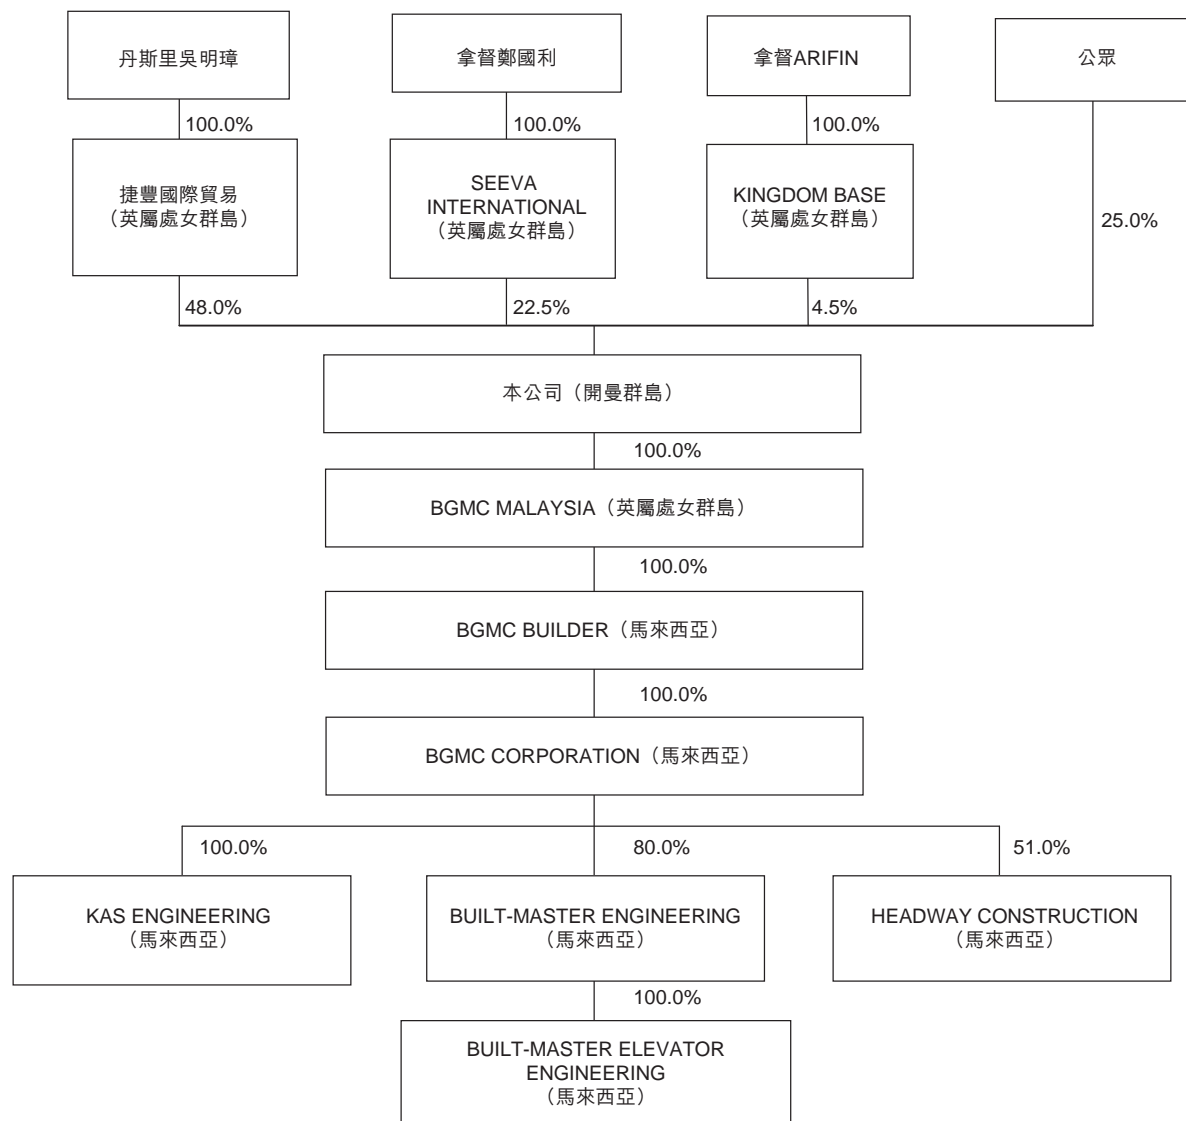 丹斯里吳明璋
拿督鄭國利
拿督ARIFIN
公眾
100.0%
100.0%
100.0%
捷豐國際貿易
（英屬處女群島）
SEEVA
INTERNATIONAL
（英屬處女群島）
KINGDOM BASE
（英屬處女群島）
25.0%
48.0%
22.5%
4.5%
本公司（開曼群島）
100.0%
BGMC MALAYSIA（英屬處女群島）
100.0%
BGMC BUILDER（馬來西亞）
100.0%
BGMC CORPORATION（馬來西亞）
100.0%
80.0%
51.0%
KAS ENGINEERING
（馬來西亞）
BUILT-MASTER ENGINEERING
（馬來西亞）
HEADWAY CONSTRUCTION
（馬來西亞）
100.0%
BUILT-MASTER ELEVATOR
ENGINEERING
（馬來西亞）